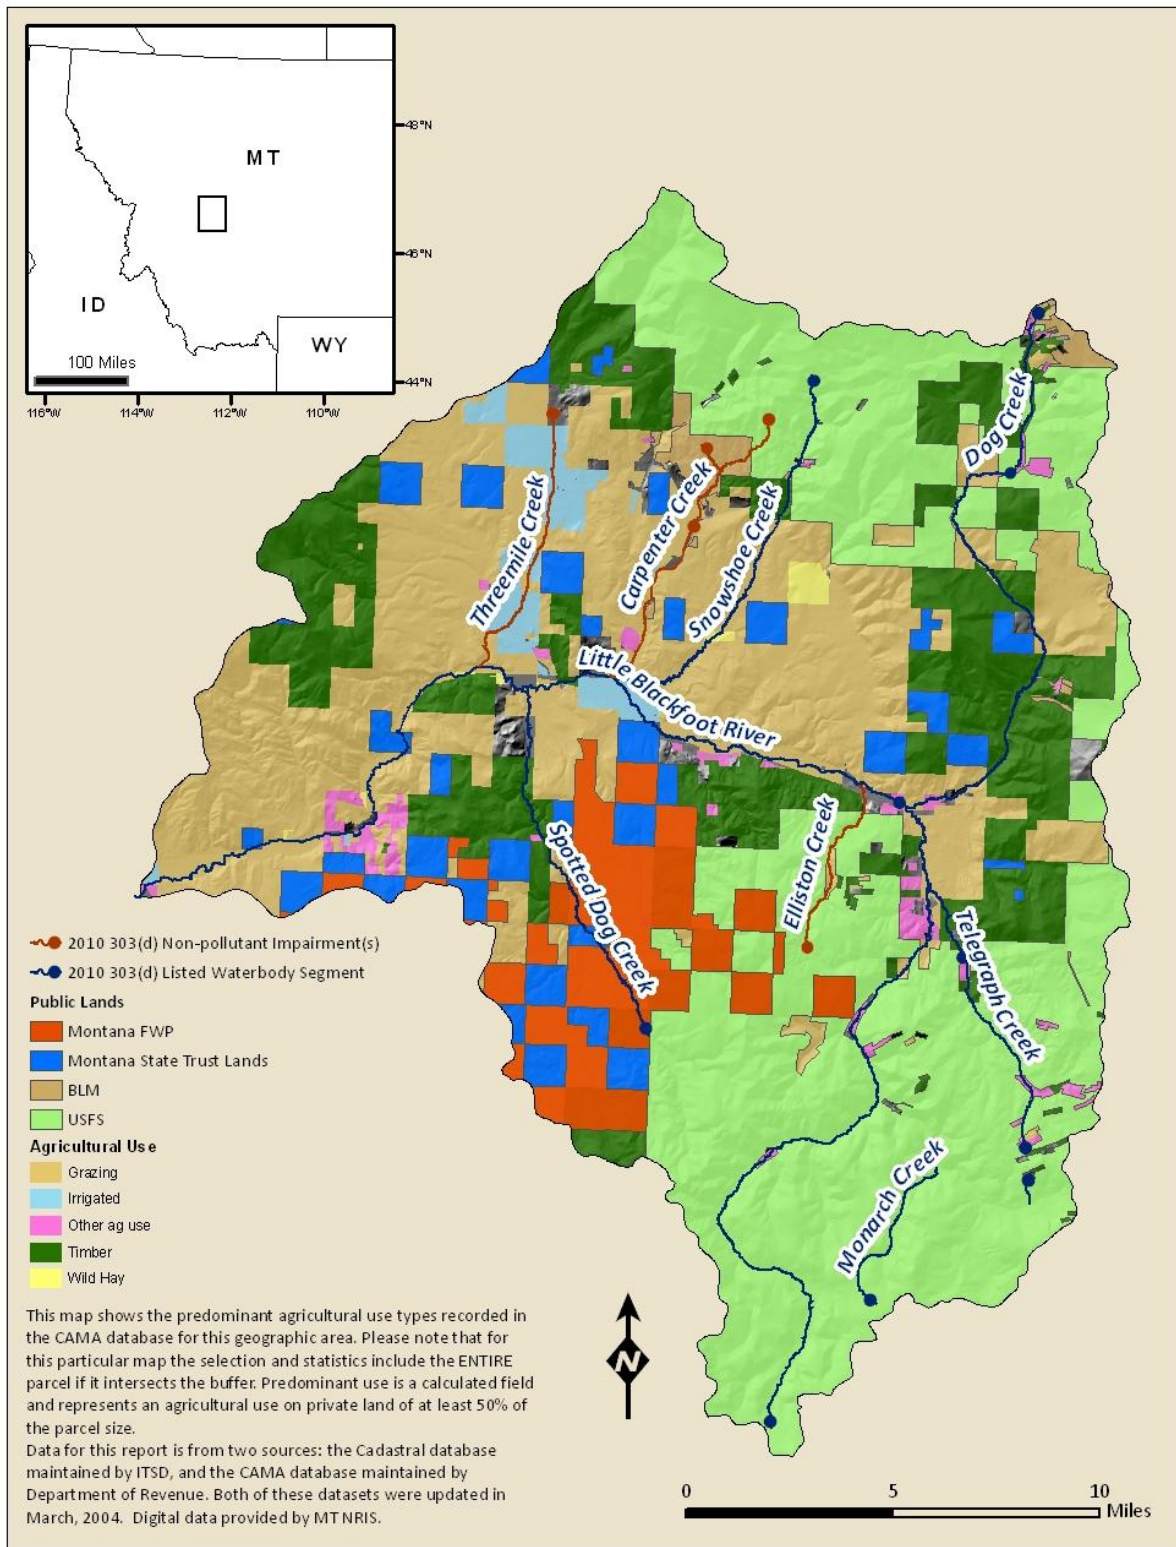 MT
ID
WY
100 Miles
48°N
46°N
44°N
116°W
114°W
112°W
110°W
Dog Creek
Threemile Creek
Carpenter Creek
Snowshoe Creek
Little Blackfoot River
Spotted Dog Creek
Elliston Creek
Telegraph Creek
Monarch Creek
2010 303(d) Non-pollutant Impairment(s)
2010 303(d) Listed Waterbody Segment
Public Lands
Montana FWP
Montana State Trust Lands
BLM
USFS
Agricultural Use
Grazing
Irrigated
Other ag use
Timber
Wild Hay
This map shows the predominant agricultural use types recorded in
the CAMA database for this geographic area. Please note that for
this particular map the selection and statistics include the ENTIRE
parcel if it intersects the buffer. Predominant use is a calculated field
and represents an agricultural use on private land of at least 50% of
the parcel size.
Data for this report is from two sources: the Cadastral database
maintained by ITSD, and the CAMA database maintained by
Department of Revenue. Both of these datasets were updated in
March, 2004. Digital data provided by MT NRIS.
N
0 5 10
Miles